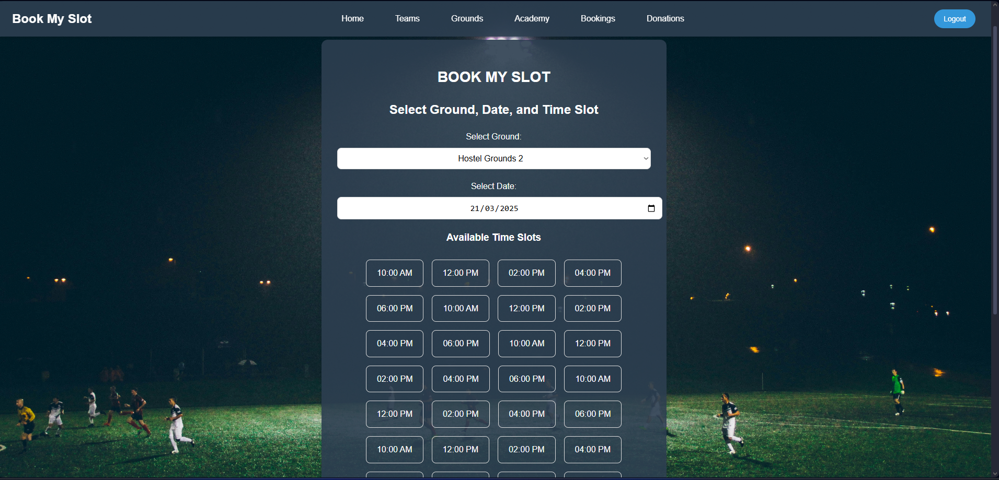 Book My Slot
Home Teams Grounds Academy Bookings Donations
Logout
BOOK MY SLOT
Select Ground, Date, and Time Slot
Select Ground:
Hostel Grounds 2
Select Date:
21/03/2025
Available Time Slots
10:00 AM 12:00 PM 02:00 PM 04:00 PM
06:00 PM 10:00 AM 12:00 PM 02:00 PM
04:00 PM 06:00 PM 10:00 AM 12:00 PM
02:00 PM 04:00 PM 06:00 PM 10:00 AM
12:00 PM 02:00 PM 04:00 PM 06:00 PM
10:00 AM 12:00 PM 02:00 PM 04:00 PM